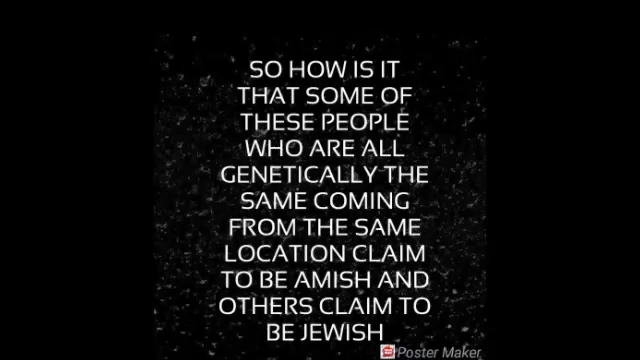 SO HOW IS IT
THAT SOME OF
THESE PEOPLE
WHO ARE ALL
GENETICALLY THE
SAME COMING
FROM THE SAME
LOCATION CLAIM
TO BE AMISH AND
OTHERS CLAIM TO
BE JEWISH
Poster Maker